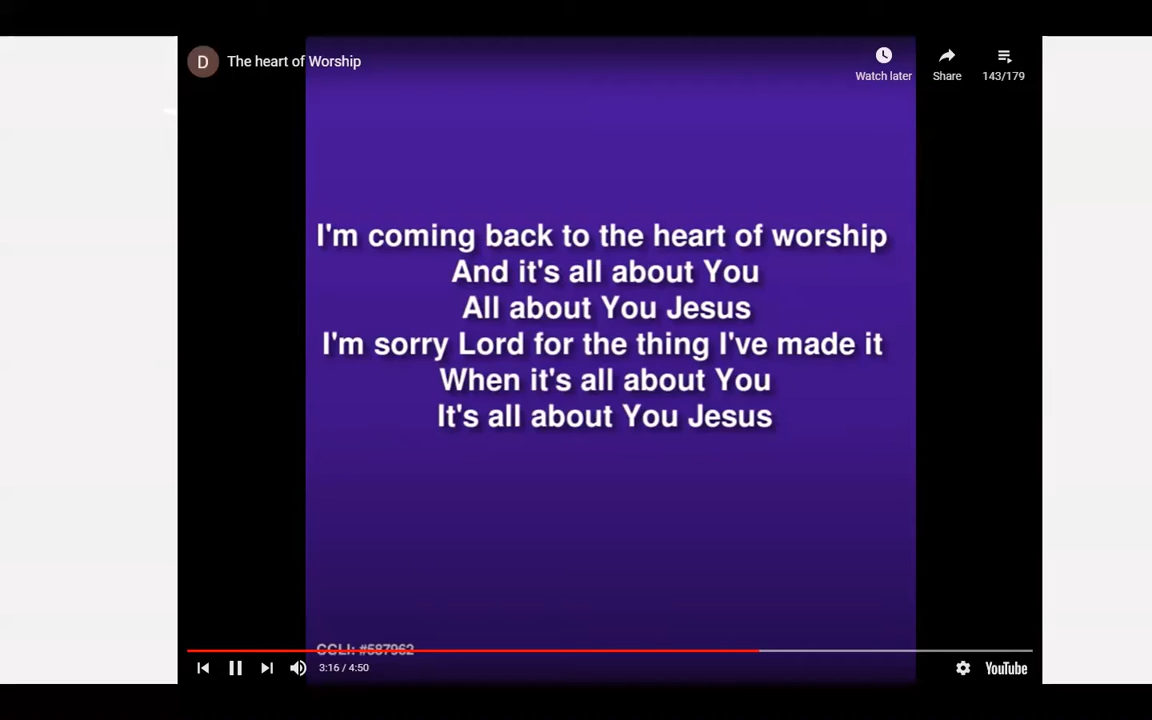 D
The heart of Worship
Watch later
Share
143/179
I'm coming back to the heart of worship
And it's all about You
All about You Jesus
I'm sorry Lord for the thing I've made it
When it's all about You
It's all about You Jesus
CCLI: #587962
3:16 / 4:50
YouTube